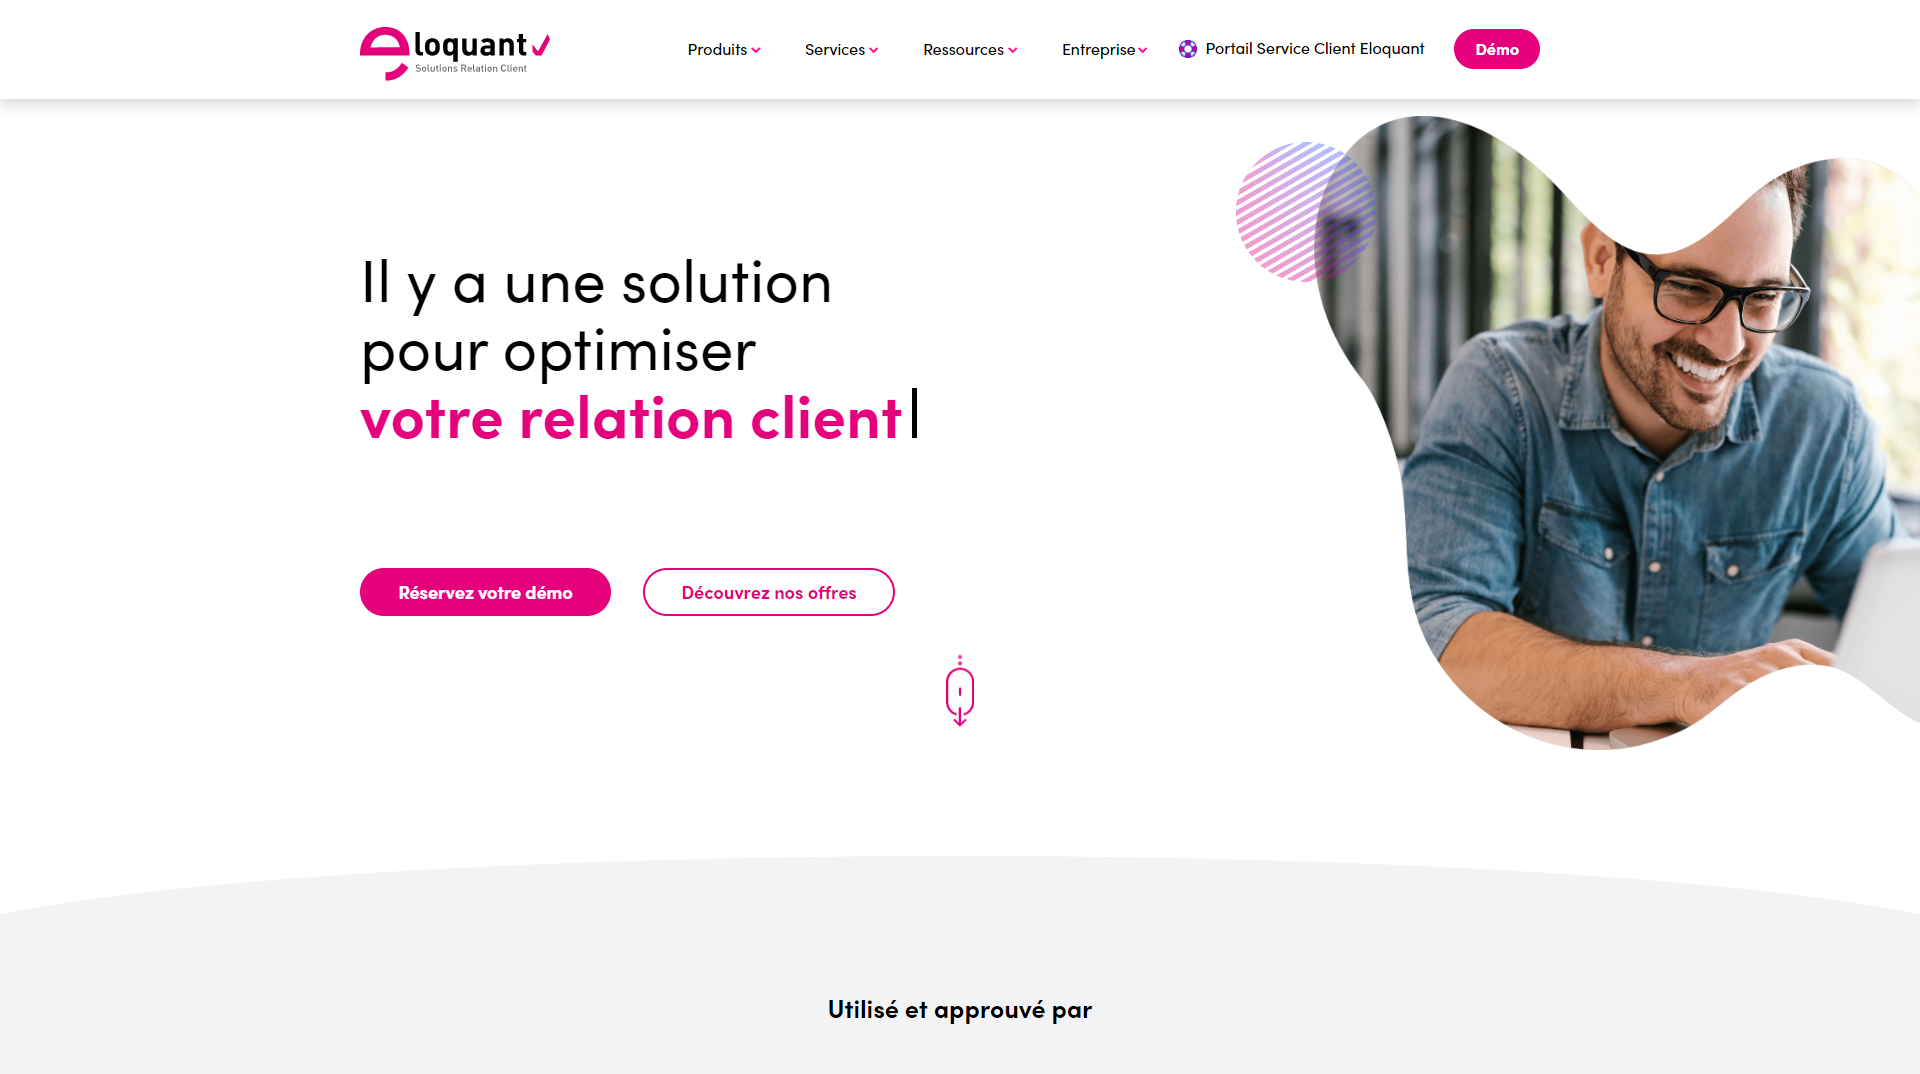 eloquant
Solutions Relation Client
Produits
Services
Ressources
Entreprise
Portail Service Client Eloquant
Démo
Il y a une solution
pour optimiser
votre relation client
Réservez votre démo
Découvrez nos offres
Utilisé et approuvé par